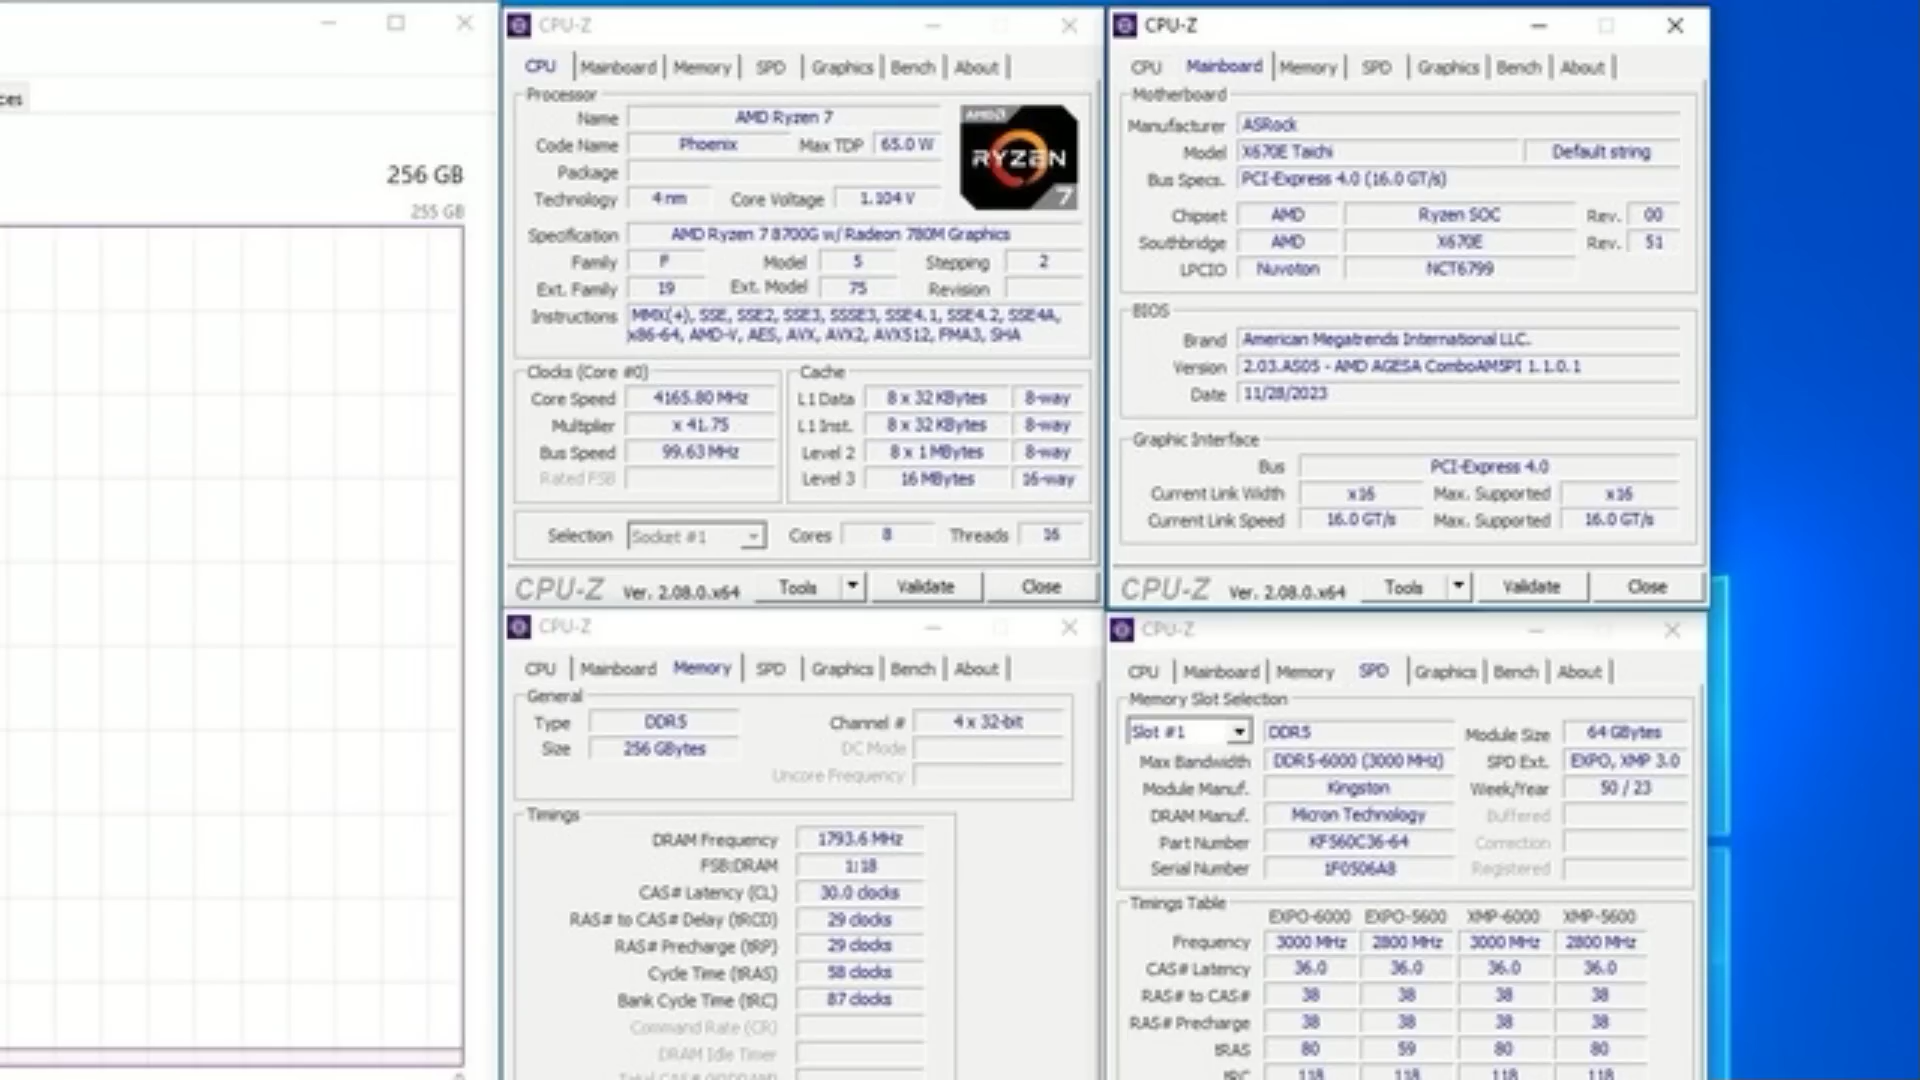 ces
256 GB
255 GB
CPU-Z
CPU Mainboard Memory SPD Graphics Bench About
Processor
Name AMD Ryzen 7
Code Name Phoenix Max TDP 65.0 W
Package
Technology 4 nm Core Voltage 1.104 V
AMD
RYZEN
7
Specification AMD Ryzen 7 8700G w/ Radeon 780M Graphics
Family F Model 5 Stepping 2
Ext. Family 19 Ext. Model 75 Revision
Instructions MMX(+), SSE, SSE2, SSE3, SSSE3, SSE4.1, SSE4.2, SSE4A,
x86-64, AMD-V, AES, AVX, AVX2, AVX512, FMA3, SHA
Clocks (Core #0)
Core Speed 4165.80 MHz
Multiplier x 41.75
Bus Speed 99.63 MHz
Rated FSB
Cache
L1 Data 8 x 32 KBytes 8-way
L1 Inst. 8 x 32 KBytes 8-way
Level 2 8 x 1 MBytes 8-way
Level 3 16 MBytes 16-way
Selection Socket #1 Cores 8 Threads 16
CPU-Z Ver. 2.08.0.x64 Tools Validate Close
CPU-Z
CPU Mainboard Memory SPD Graphics Bench About
Motherboard
Manufacturer ASRock
Model X670E Taichi Default string
Bus Specs. PCI-Express 4.0 (16.0 GT/s)
Chipset AMD Ryzen SOC Rev. 00
Southbridge AMD X670E Rev. 51
LPCIO Nuvoton NCT6799
BIOS
Brand American Megatrends International LLC.
Version 2.03.AS05 - AMD AGESA ComboAM5PI 1.1.0.1
Date 11/28/2023
Graphic Interface
Bus PCI-Express 4.0
Current Link Width x16 Max. Supported x16
Current Link Speed 16.0 GT/s Max. Supported 16.0 GT/s
CPU-Z Ver. 2.08.0.x64 Tools Validate Close
CPU-Z
CPU Mainboard Memory SPD Graphics Bench About
General
Type DDR5 Channel # 4 x 32-bit
Size 256 GBytes DC Mode
Uncore Frequency
Timings
DRAM Frequency 1793.6 MHz
FSB:DRAM 1:18
CAS# Latency (CL) 30.0 clocks
RAS# to CAS# Delay (tRCD) 29 clocks
RAS# Precharge (tRP) 29 clocks
Cycle Time (tRAS) 58 clocks
Bank Cycle Time (tRC) 87 clocks
Command Rate (CR)
DRAM Idle Timer
Total CAS# (tRDRAM)
CPU-Z
CPU Mainboard Memory SPD Graphics Bench About
Memory Slot Selection
Slot #1 DDR5 Module Size 64 GBytes
Max Bandwidth DDR5-6000 (3000 MHz) SPD Ext. EXPO, XMP 3.0
Module Manuf. Kingston Week/Year 50 / 23
DRAM Manuf. Micron Technology Buffered
Part Number KF560C36-64 Correction
Serial Number 1F0506A8 Registered
Timings Table
EXPO-6000 EXPO-5600 XMP-6000 XMP-5600
Frequency 3000 MHz 2800 MHz 3000 MHz 2800 MHz
CAS# Latency 36.0 36.0 36.0 36.0
RAS# to CAS# 38 38 38 38
RAS# Precharge 38 38 38 38
tRAS 80 59 80 80
tRC 118 118 118 118